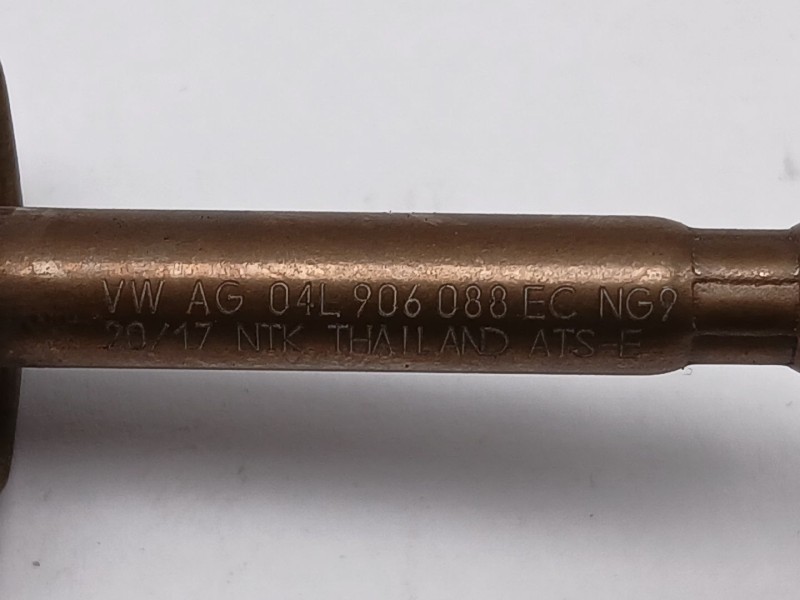 VW AG 04L 906 088 EC NG9
20/17 NTK THAILAND ATS-E